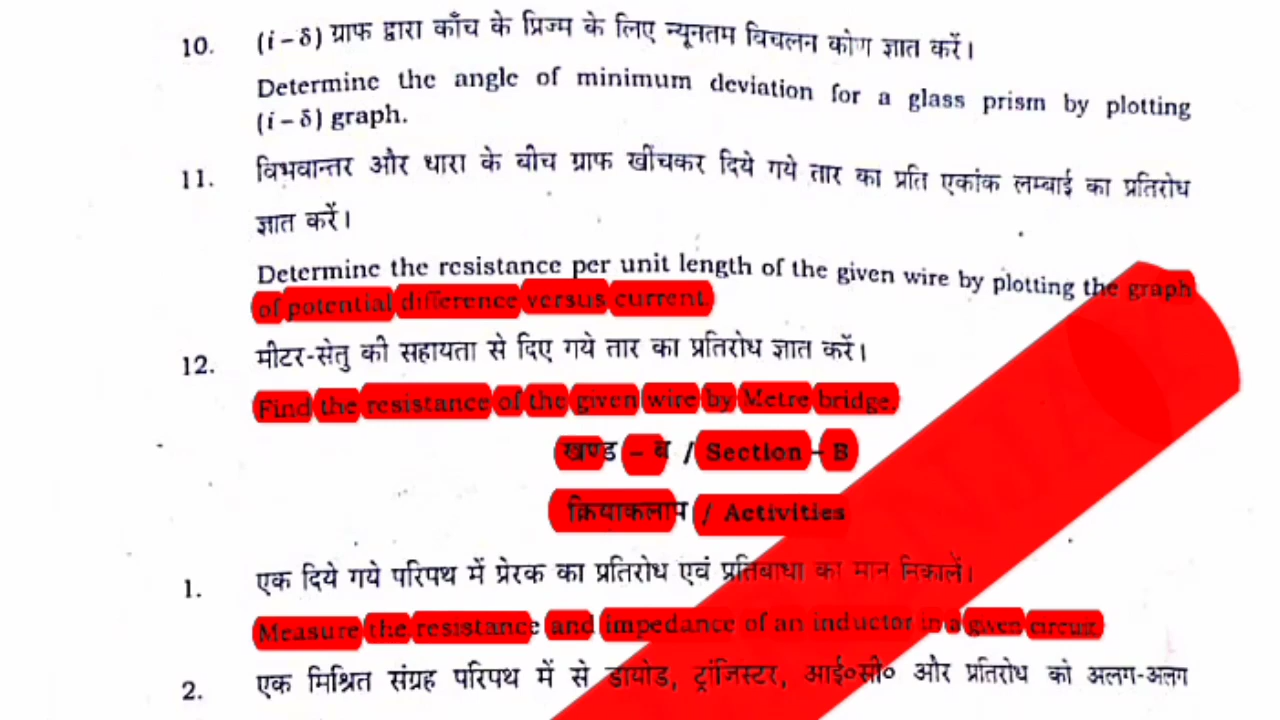 10. (i – δ) ग्राफ द्वारा काँच के प्रिज्म के लिए न्यूनतम विचलन कोण ज्ञात करें।
Determine the angle of minimum deviation for a glass prism by plotting
(i – δ) graph.
11. विभवान्तर और धारा के बीच ग्राफ खींचकर दिये गये तार का प्रति एकांक लम्बाई का प्रतिरोध
ज्ञात करें।
Determine the resistance per unit length of the given wire by plotting the graph
of potential difference versus current.
12. मीटर-सेतु की सहायता से दिए गये तार का प्रतिरोध ज्ञात करें।
Find the resistance of the given wire by Metre bridge.
खण्ड – ब / Section – B
क्रियाकलाप / Activities
1. एक दिये गये परिपथ में प्रेरक का प्रतिरोध एवं प्रतिबाधा का मान निकालें।
Measure the resistance and impedance of an inductor in a given circuit.
2. एक मिश्रित संग्रह परिपथ में से डायोड, ट्रांजिस्टर, आई०सी० और प्रतिरोध को अलग-अलग